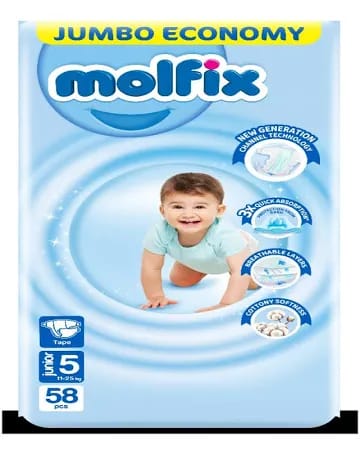 JUMBO ECONOMY
molfix
NEW GENERATION
CHANNEL TECHNOLOGY
3X QUICK ABSORPTION
BREATHABLE LAYERS
COTTONY SOFTNESS
Tape
junior 5
11-25 kg
58
pcs